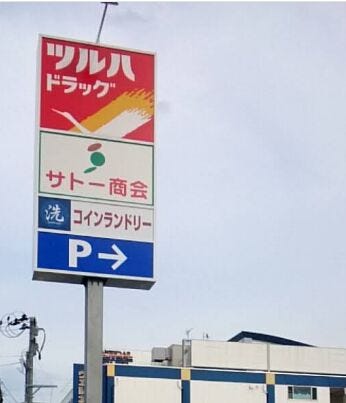 ツルハ
ドラッグ
サトー商会
洗 コインランドリー
P→